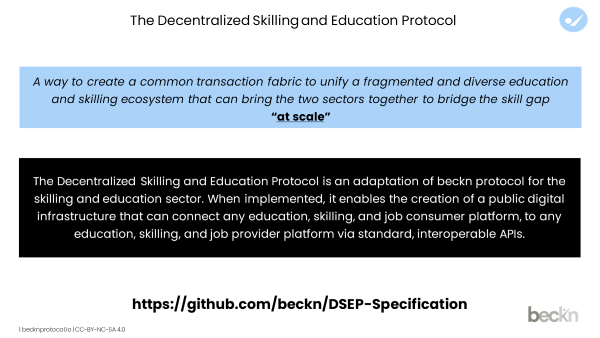 The Decentralized Skilling and Education Protocol
A way to create a common transaction fabric to unify a fragmented and diverse education
and skilling ecosystem that can bring the two sectors together to bridge the skill gap
“at scale”
The Decentralized Skilling and Education Protocol is an adaptation of beckn protocol for the
skilling and education sector. When implemented, it enables the creation of a public digital
infrastructure that can connect any education, skilling, and job consumer platform, to any
education, skilling, and job provider platform via standard, interoperable APIs.
https://github.com/beckn/DSEP-Specification
beckn
| becknprotocol.io | CC-BY-NC-SA 4.0